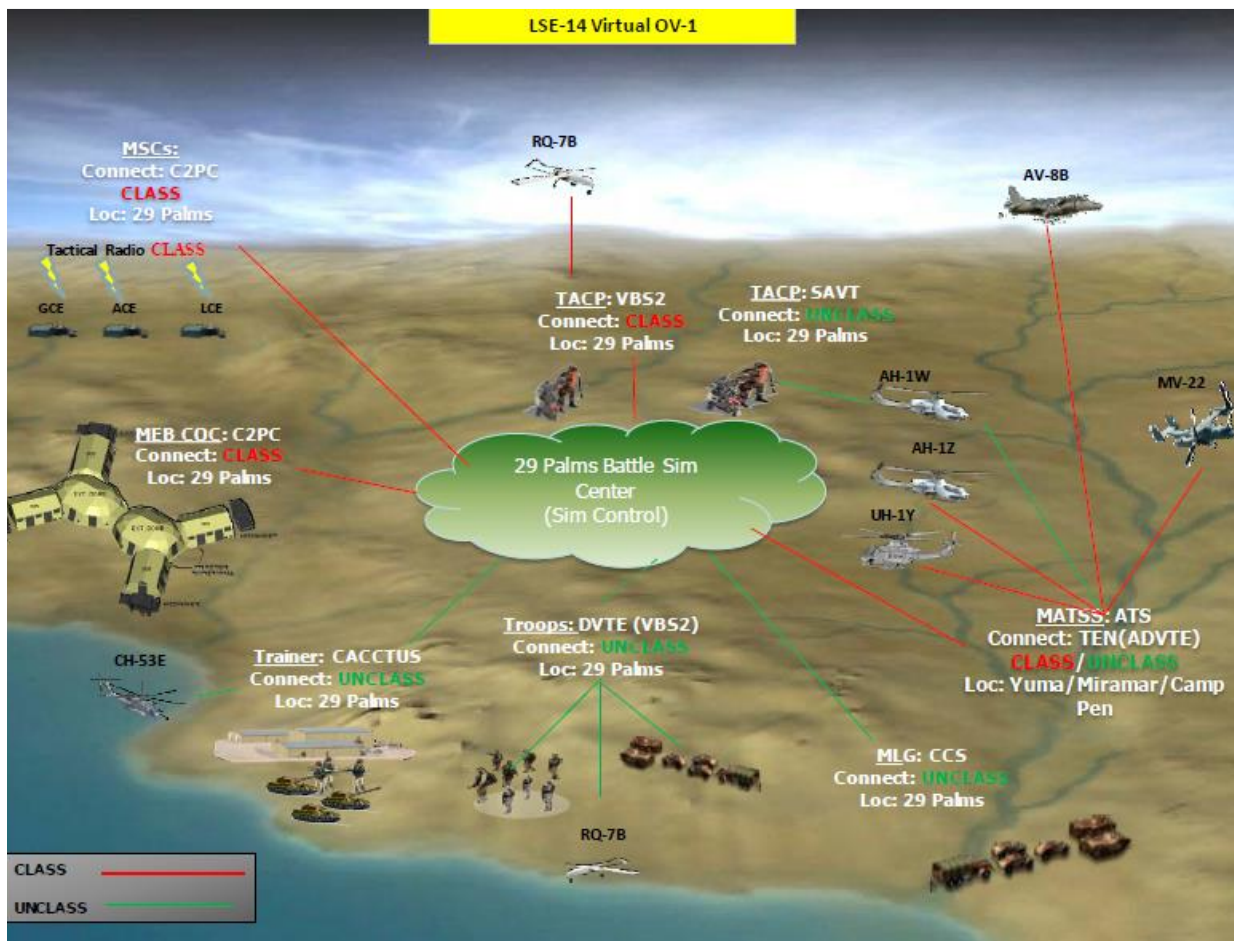 LSE-14 Virtual OV-1
MSCs:
Connect: C2PC
CLASS
Loc: 29 Palms
Tactical Radio CLASS
GCE
ACE
LCE
RQ-7B
AV-8B
TACP: VBS2
Connect: CLASS
Loc: 29 Palms
TACP: SAVT
Connect: UNCLASS
Loc: 29 Palms
AH-1W
MV-22
AH-1Z
UH-1Y
MEB COC: C2PC
Connect: CLASS
Loc: 29 Palms
29 Palms Battle Sim
Center
(Sim Control)
MATSS: ATS
Connect: TEN(ADVTE)
CLASS/UNCLASS
Loc: Yuma/Miramar/Camp
Pen
Troops: DVTE (VBS2)
Connect: UNCLASS
Loc: 29 Palms
CH-53E
Trainer: CACCTUS
Connect: UNCLASS
Loc: 29 Palms
MLG: CCS
Connect: UNCLASS
Loc: 29 Palms
RQ-7B
CLASS
UNCLASS